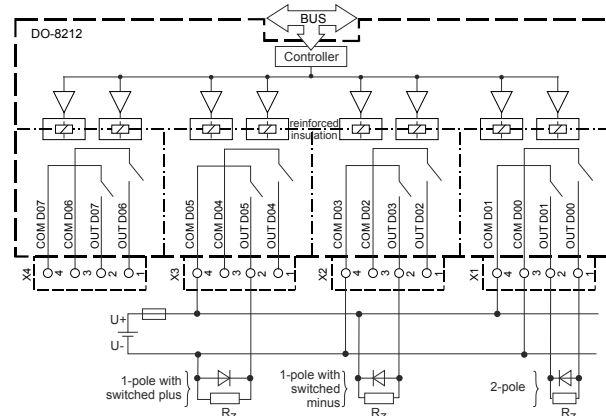 BUS
DO-8212
Controller
reinforced
insulation
COM D07
COM D06
OUT D07
OUT D06
COM D05
COM D04
OUT D05
OUT D04
COM D03
COM D02
OUT D03
OUT D02
COM D01
COM D00
OUT D01
OUT D00
X4
4
3
2
1
X3
4
3
2
1
X2
4
3
2
1
X1
4
3
2
1
U+
U-
1-pole with
switched plus
RZ
1-pole with
switched
minus
RZ
2-pole
RZ